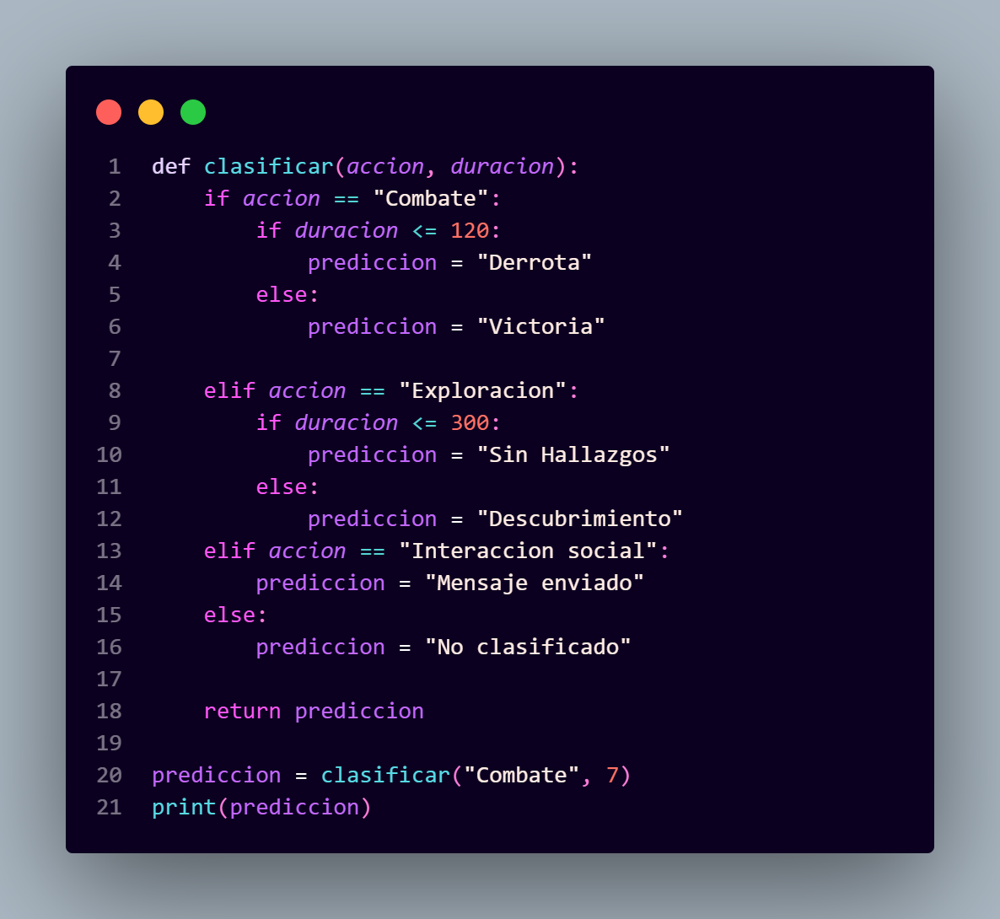 1 def clasificar(accion, duracion):
2     if accion == "Combate":
3         if duracion <= 120:
4             prediccion = "Derrota"
5         else:
6             prediccion = "Victoria"
7
8     elif accion == "Exploracion":
9         if duracion <= 300:
10             prediccion = "Sin Hallazgos"
11         else:
12             prediccion = "Descubrimiento"
13     elif accion == "Interaccion social":
14         prediccion = "Mensaje enviado"
15     else:
16         prediccion = "No clasificado"
17
18     return prediccion
19
20 prediccion = clasificar("Combate", 7)
21 print(prediccion)